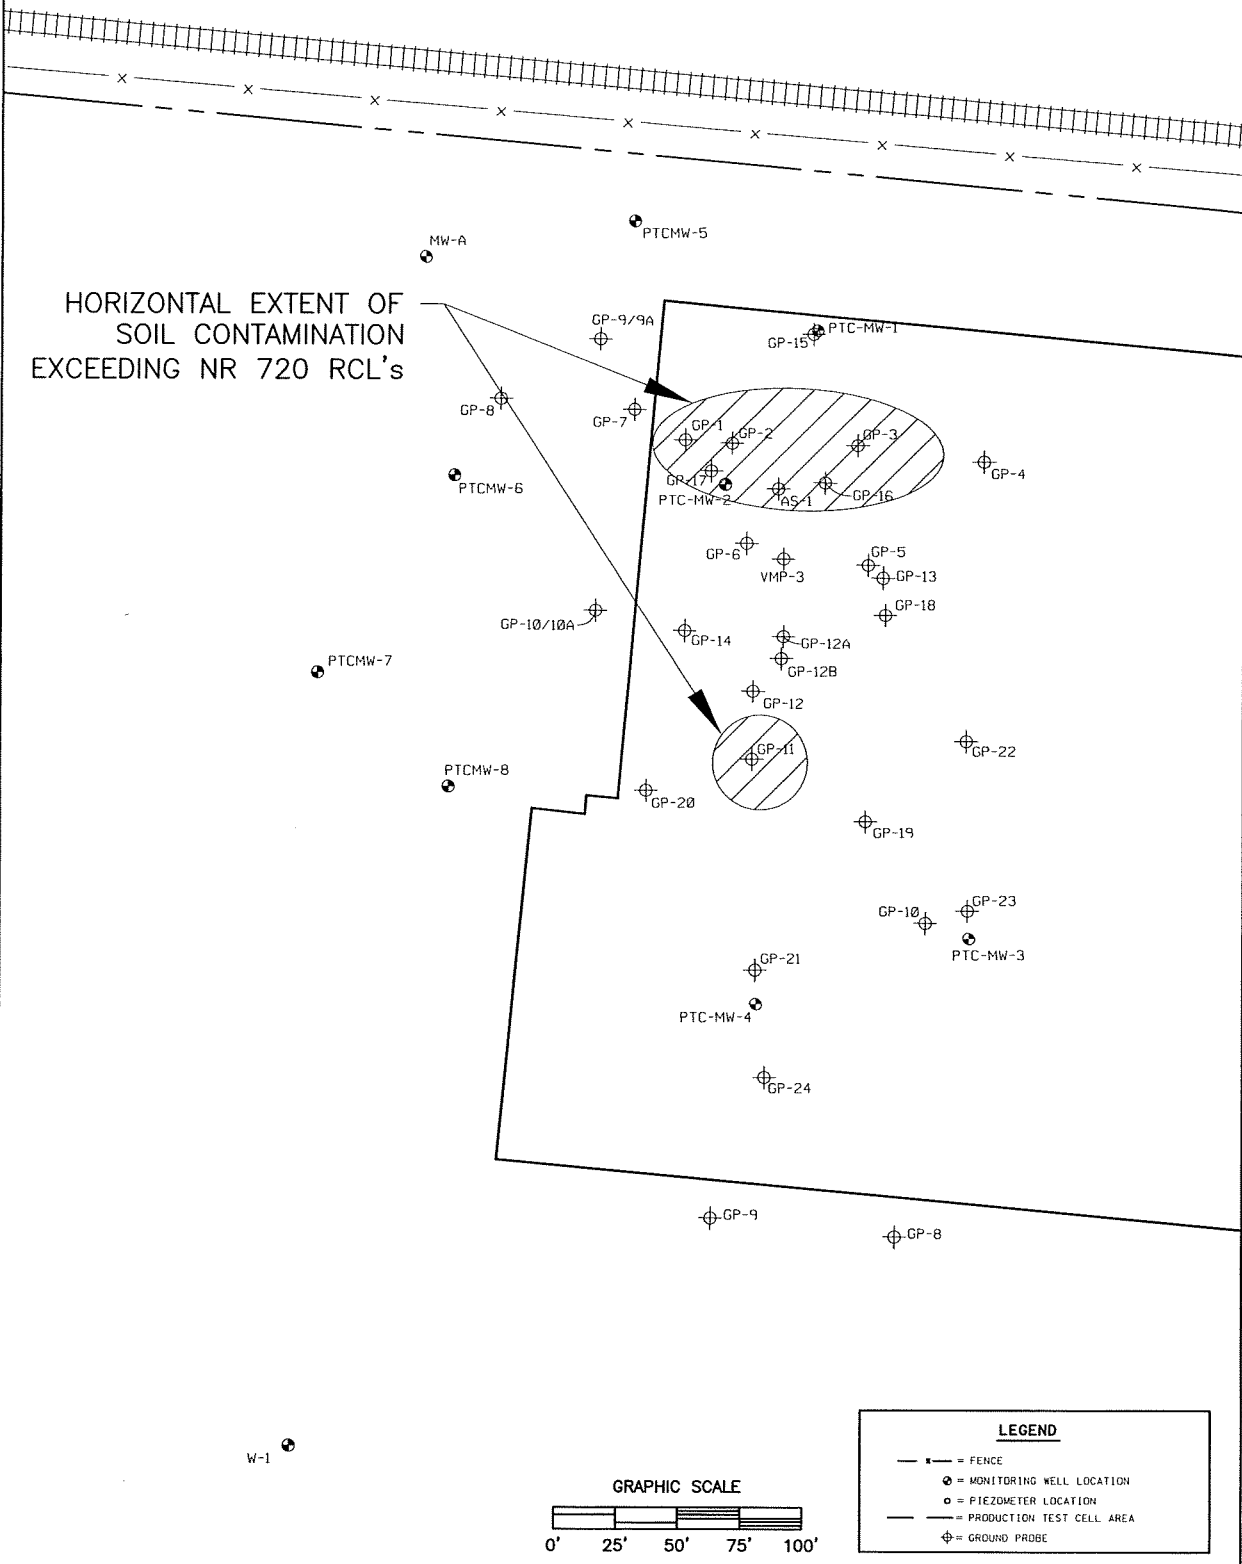 PTCMW-5
MW-A
HORIZONTAL EXTENT OF
SOIL CONTAMINATION
EXCEEDING NR 720 RCL's
GP-9/9A
PTC-MW-1
GP-15
GP-8
GP-7
GP-1
GP-2
GP-3
GP-4
GP-17
PTC-MW-2
AS-1
GP-16
PTCMW-6
GP-6
VMP-3
GP-5
GP-13
GP-18
GP-10/10A
GP-14
GP-12A
GP-12B
GP-12
PTCMW-7
GP-11
GP-22
PTCMW-8
GP-20
GP-19
GP-10
GP-23
PTC-MW-3
GP-21
PTC-MW-4
GP-24
GP-9
GP-8
W-1
GRAPHIC SCALE
0' 25' 50' 75' 100'
LEGEND
x = FENCE
= MONITORING WELL LOCATION
= PIEZOMETER LOCATION
= PRODUCTION TEST CELL AREA
= GROUND PROBE